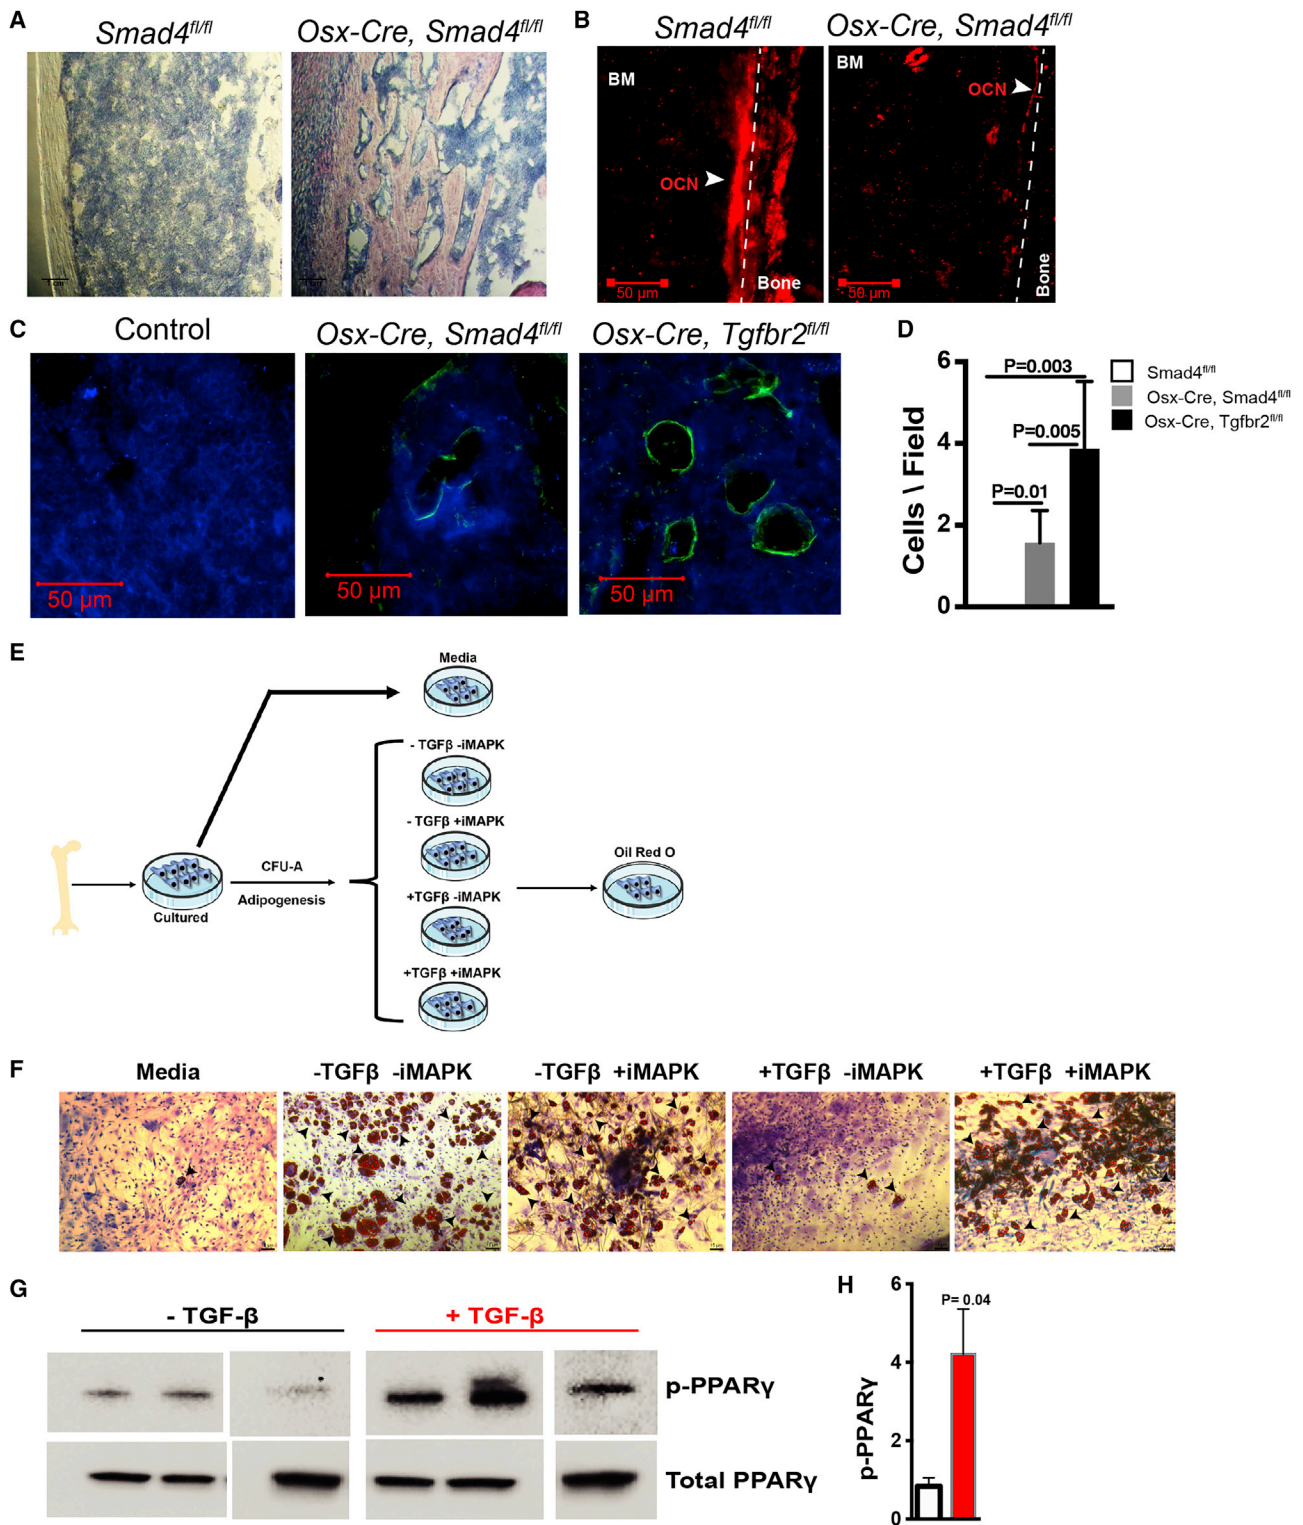 A
Smad4fl/fl
Osx-Cre, Smad4fl/fl
B
Smad4fl/fl
Osx-Cre, Smad4fl/fl
BM
OCN
Bone
50 µm
BM
OCN
Bone
50 µm
C
Control
Osx-Cre, Smad4fl/fl
Osx-Cre, Tgfbr2fl/fl
50 µm
50 µm
50 µm
D
Cells \ Field
6
4
2
0
P=0.003
P=0.005
P=0.01
Smad4fl/fl
Osx-Cre, Smad4fl/fl
Osx-Cre, Tgfbr2fl/fl
E
Media
- TGFβ -iMAPK
- TGFβ +iMAPK
+TGFβ -iMAPK
+TGFβ +iMAPK
Cultured
CFU-A
Adipogenesis
Oil Red O
F
Media
-TGFβ -iMAPK
-TGFβ +iMAPK
+TGFβ -iMAPK
+TGFβ +iMAPK
G
- TGF-β
+ TGF-β
p-PPARγ
Total PPARγ
H
p-PPARγ
6
4
2
0
P= 0.04